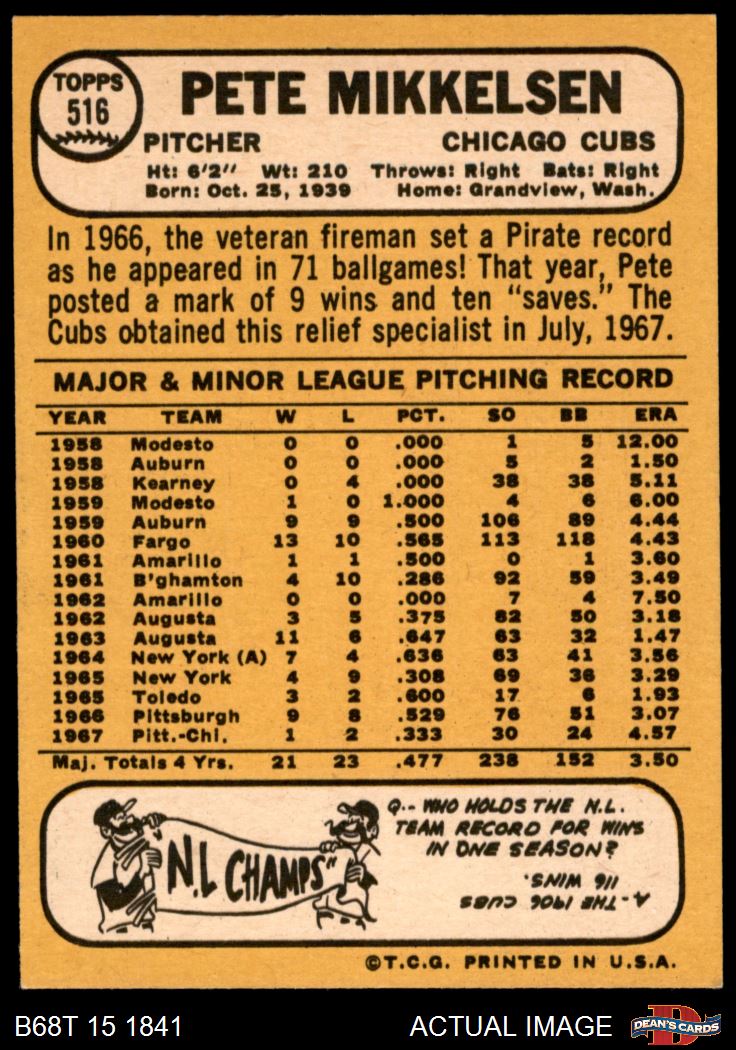 TOPPS
516
PETE MIKKELSEN
PITCHER CHICAGO CUBS
Ht: 6'2" Wt: 210 Throws: Right Bats: Right
Born: Oct. 25, 1939 Home: Grandview, Wash.
In 1966, the veteran fireman set a Pirate record
as he appeared in 71 ballgames! That year, Pete
posted a mark of 9 wins and ten "saves." The
Cubs obtained this relief specialist in July, 1967.
MAJOR & MINOR LEAGUE PITCHING RECORD
YEAR TEAM W L PCT. SO BB ERA
1958 Modesto 0 0 .000 1 5 12.00
1958 Auburn 0 0 .000 5 2 1.50
1958 Kearney 0 4 .000 38 38 5.11
1959 Modesto 1 0 1.000 4 6 6.00
1959 Auburn 9 9 .500 106 89 4.44
1960 Fargo 13 10 .565 113 118 4.43
1961 Amarillo 1 1 .500 0 1 3.60
1961 B'ghamton 4 10 .286 92 59 3.49
1962 Amarillo 0 0 .000 7 4 7.50
1962 Augusta 3 5 .375 62 50 3.18
1963 Augusta 11 6 .647 63 32 1.47
1964 New York (A) 7 4 .636 63 41 3.56
1965 New York 4 9 .308 69 36 3.29
1965 Toledo 3 2 .600 17 6 1.93
1966 Pittsburgh 9 8 .529 76 51 3.07
1967 Pitt.-Chi. 1 2 .333 30 24 4.57
Maj. Totals 4 Yrs. 21 23 .477 238 152 3.50
N.L CHAMPS"
Q-- WHO HOLDS THE N.L.
TEAM RECORD FOR WINS
IN ONE SEASON?
A-THE 1906 CUBS
116 WINS.
©T.C.G. PRINTED IN U.S.A.
B68T 15 1841 ACTUAL IMAGE
D
DEAN'S CARDS